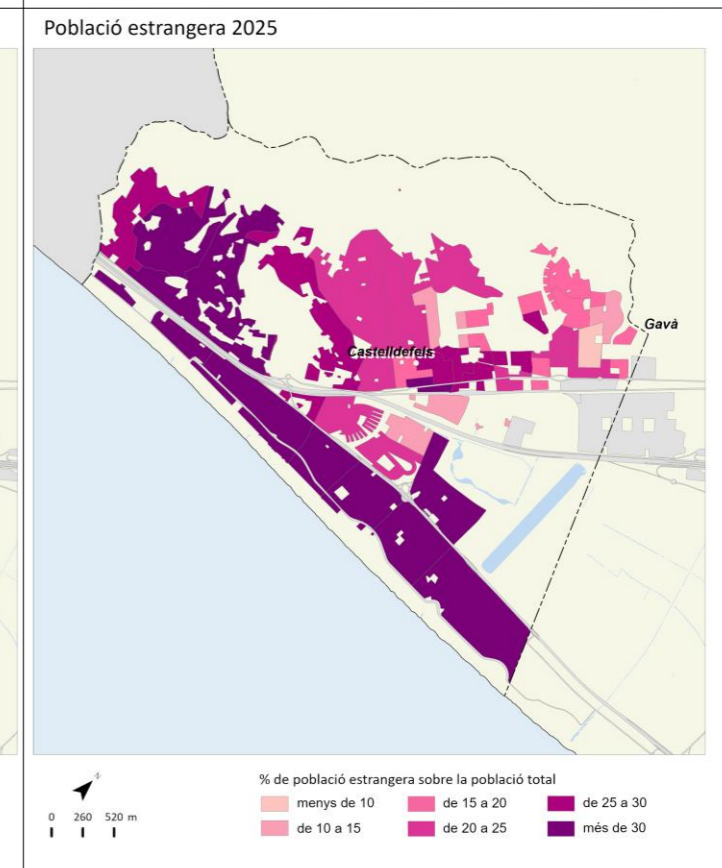 Població estrangera 2025
Gavà
Castelldefels
% de població estrangera sobre la població total
menys de 10
de 15 a 20
de 25 a 30
de 10 a 15
de 20 a 25
més de 30
0 260 520 m